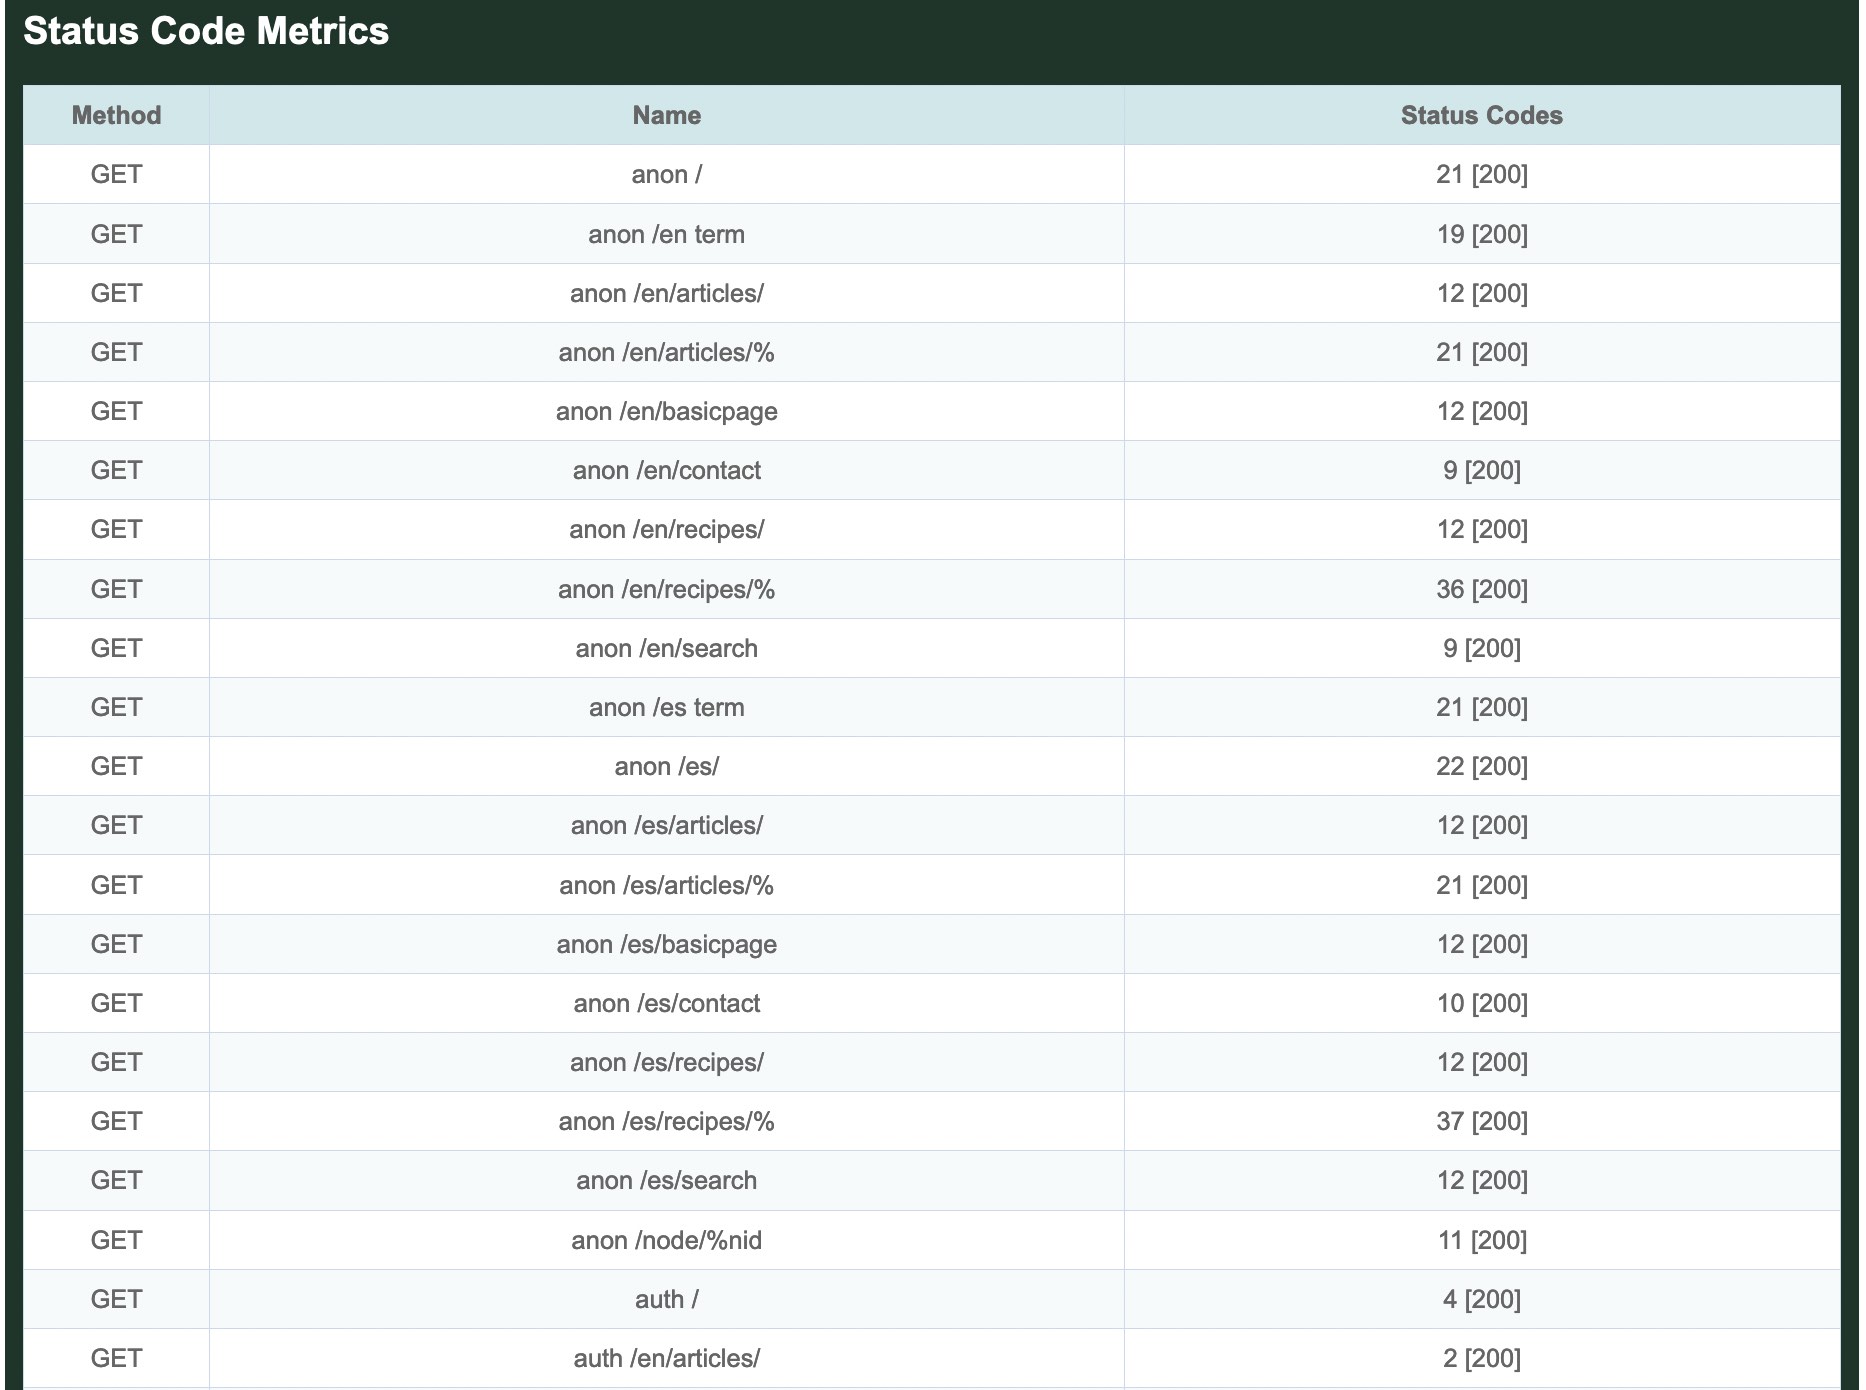 Status Code Metrics
Method Name Status Codes
GET anon / 21 [200]
GET anon /en term 19 [200]
GET anon /en/articles/ 12 [200]
GET anon /en/articles/% 21 [200]
GET anon /en/basicpage 12 [200]
GET anon /en/contact 9 [200]
GET anon /en/recipes/ 12 [200]
GET anon /en/recipes/% 36 [200]
GET anon /en/search 9 [200]
GET anon /es term 21 [200]
GET anon /es/ 22 [200]
GET anon /es/articles/ 12 [200]
GET anon /es/articles/% 21 [200]
GET anon /es/basicpage 12 [200]
GET anon /es/contact 10 [200]
GET anon /es/recipes/ 12 [200]
GET anon /es/recipes/% 37 [200]
GET anon /es/search 12 [200]
GET anon /node/%nid 11 [200]
GET auth / 4 [200]
GET auth /en/articles/ 2 [200]